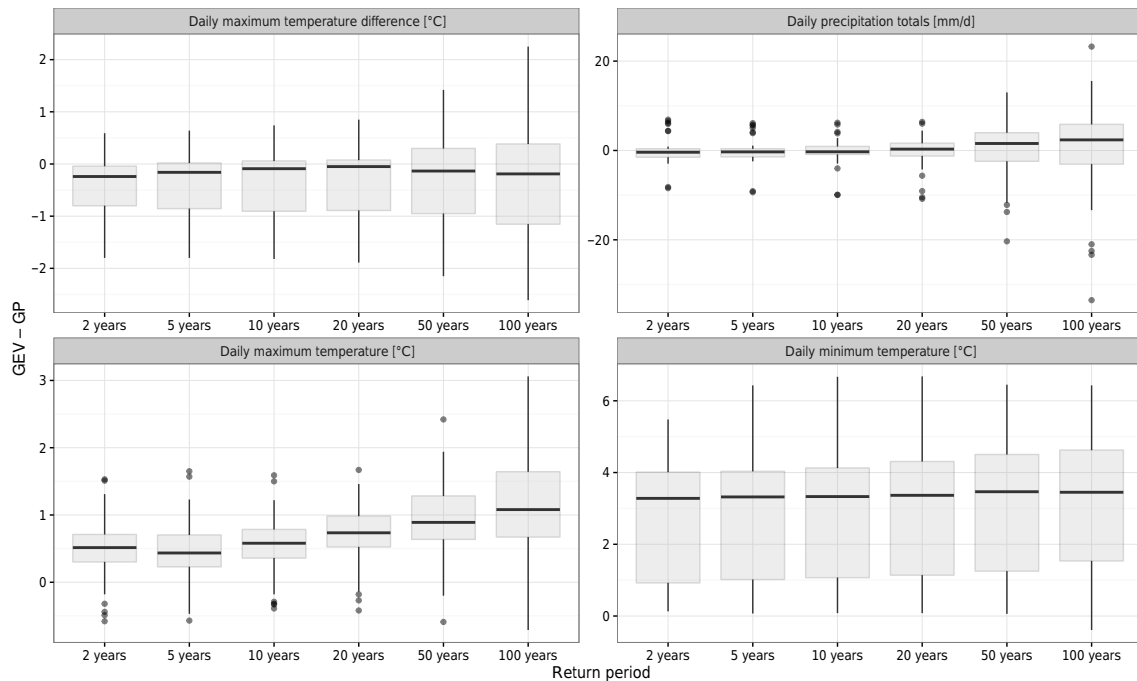 Daily maximum temperature difference [°C]
Daily precipitation totals [mm/d]
2
1
0
−1
−2
20
0
−20
2 years 5 years 10 years 20 years 50 years 100 years
2 years 5 years 10 years 20 years 50 years 100 years
GEV − GP
Daily maximum temperature [°C]
Daily minimum temperature [°C]
3
2
1
0
6
4
2
0
2 years 5 years 10 years 20 years 50 years 100 years
2 years 5 years 10 years 20 years 50 years 100 years
Return period